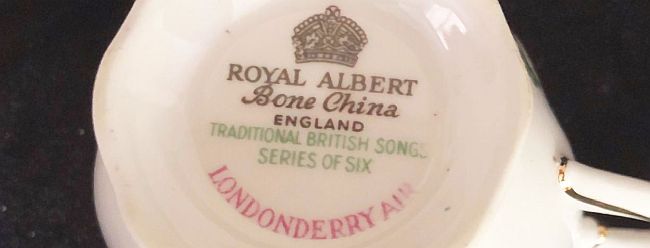 ROYAL ALBERT
Bone China
ENGLAND
TRADITIONAL BRITISH SONGS
SERIES OF SIX
LONDONDERRY AIR